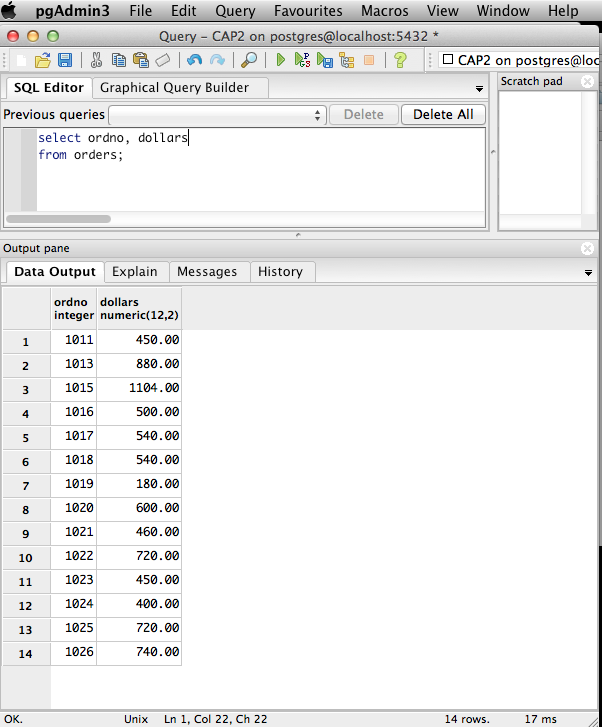 pgAdmin3 File Edit Query Favourites Macros View Window Help
Query – CAP2 on postgres@localhost:5432 *
CAP2 on postgres@loc
SQL Editor Graphical Query Builder
Scratch pad
Previous queries Delete Delete All
select ordno, dollars
from orders;
Output pane
Data Output Explain Messages History
ordno dollars
integer numeric(12,2)
1 1011 450.00
2 1013 880.00
3 1015 1104.00
4 1016 500.00
5 1017 540.00
6 1018 540.00
7 1019 180.00
8 1020 600.00
9 1021 460.00
10 1022 720.00
11 1023 450.00
12 1024 400.00
13 1025 720.00
14 1026 740.00
OK. Unix Ln 1, Col 22, Ch 22 14 rows. 17 ms